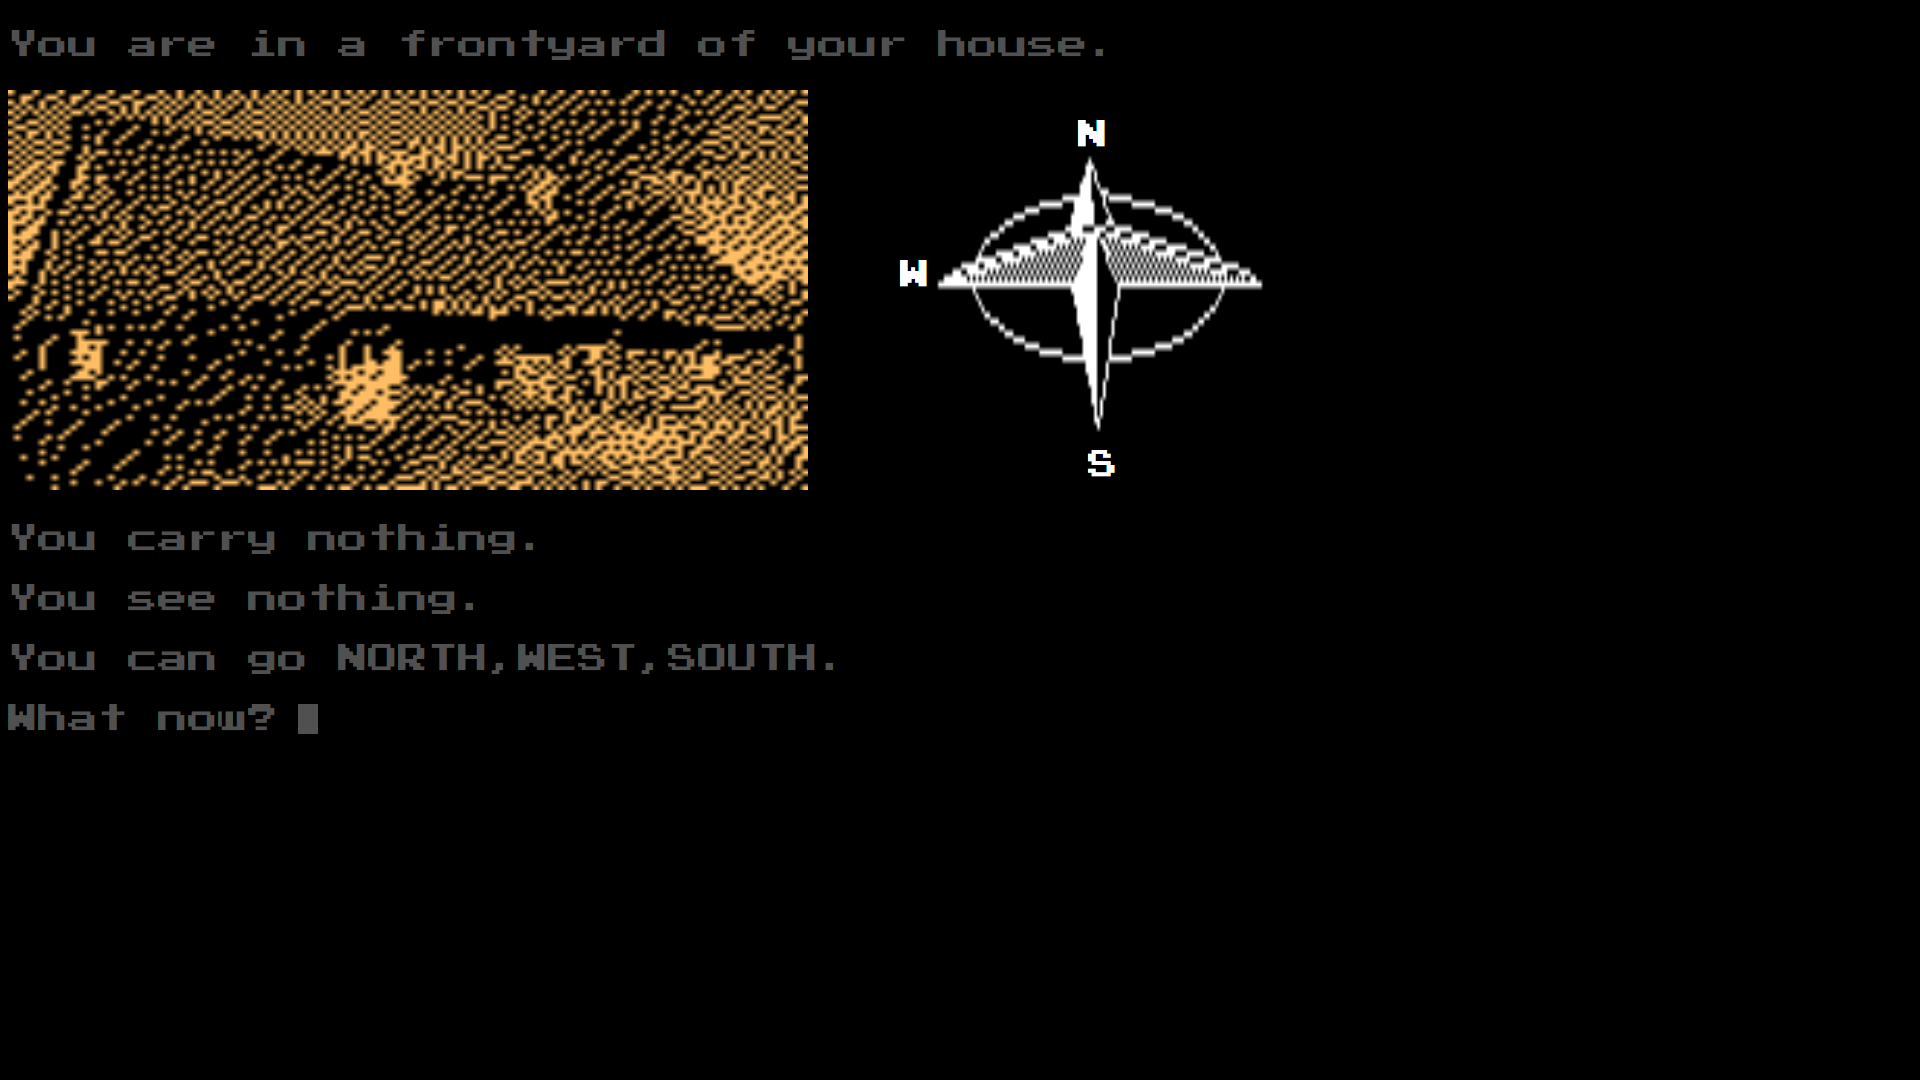 You are in a frontyard of your house.
N
W
S
You carry nothing.
You see nothing.
You can go NORTH,WEST,SOUTH.
What now?